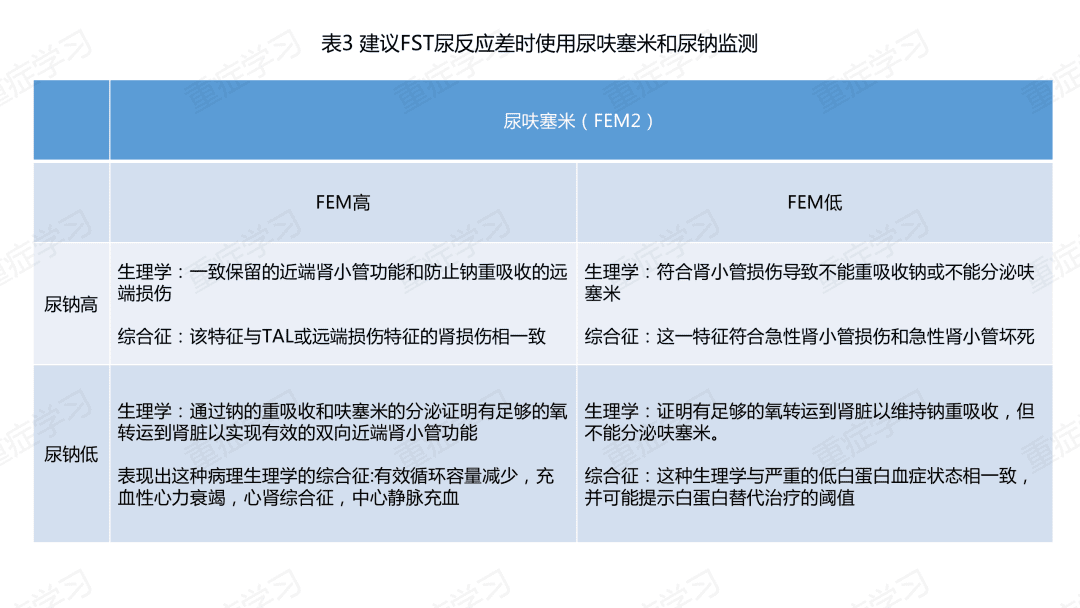 表3 建议FST尿反应差时使用尿呋塞米和尿钠监测
尿呋塞米（FEM2）
FEM高
FEM低
尿钠高
生理学：一致保留的近端肾小管功能和防止钠重吸收的远
端损伤
综合征：该特征与TAL或远端损伤特征的肾损伤相一致
生理学：符合肾小管损伤导致不能重吸收钠或不能分泌呋
塞米
综合征：这一特征符合急性肾小管损伤和急性肾小管坏死
尿钠低
生理学：通过钠的重吸收和呋塞米的分泌证明有足够的氧
转运到肾脏以实现有效的双向近端肾小管功能
表现出这种病理生理学的综合征:有效循环容量减少，充
血性心力衰竭，心肾综合征，中心静脉充血
生理学：证明有足够的氧转运到肾脏以维持钠重吸收，但
不能分泌呋塞米。
综合征：这种生理学与严重的低白蛋白血症状态相一致，
并可能提示白蛋白替代治疗的阈值
重症学习